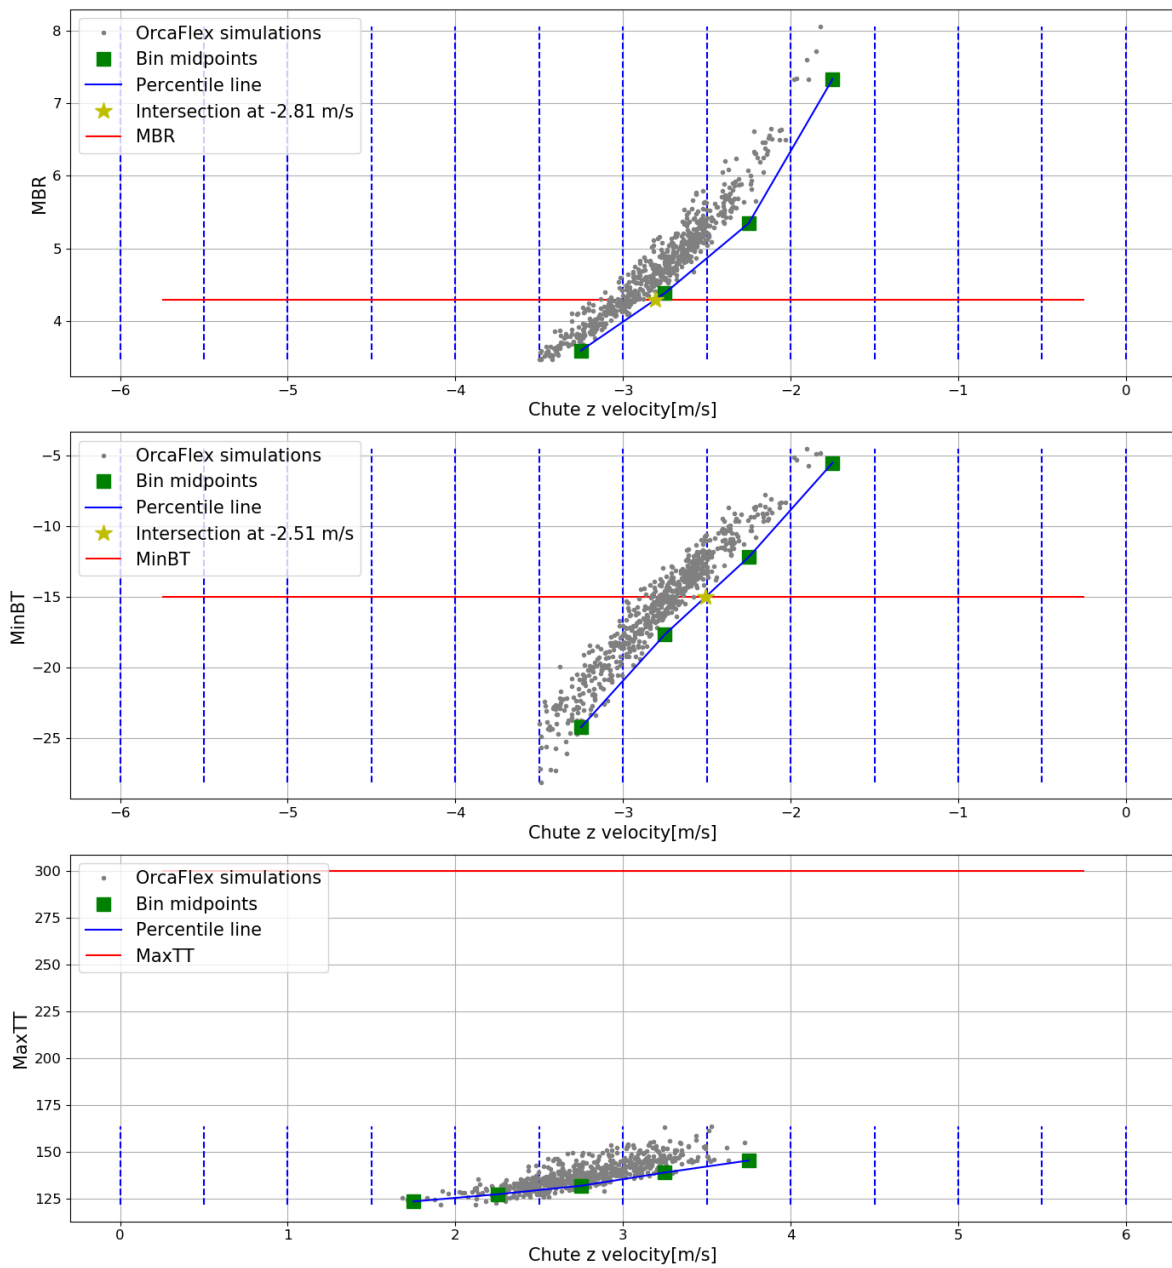 8
7
6
5
4
MBR
OrcaFlex simulations
Bin midpoints
Percentile line
Intersection at -2.81 m/s
MBR
−6
−5
−4
−3
−2
−1
0
Chute z velocity[m/s]
−5
−10
−15
−20
−25
MinBT
OrcaFlex simulations
Bin midpoints
Percentile line
Intersection at -2.51 m/s
MinBT
−6
−5
−4
−3
−2
−1
0
Chute z velocity[m/s]
300
275
250
225
200
175
150
125
MaxTT
OrcaFlex simulations
Bin midpoints
Percentile line
MaxTT
0
1
2
3
4
5
6
Chute z velocity[m/s]